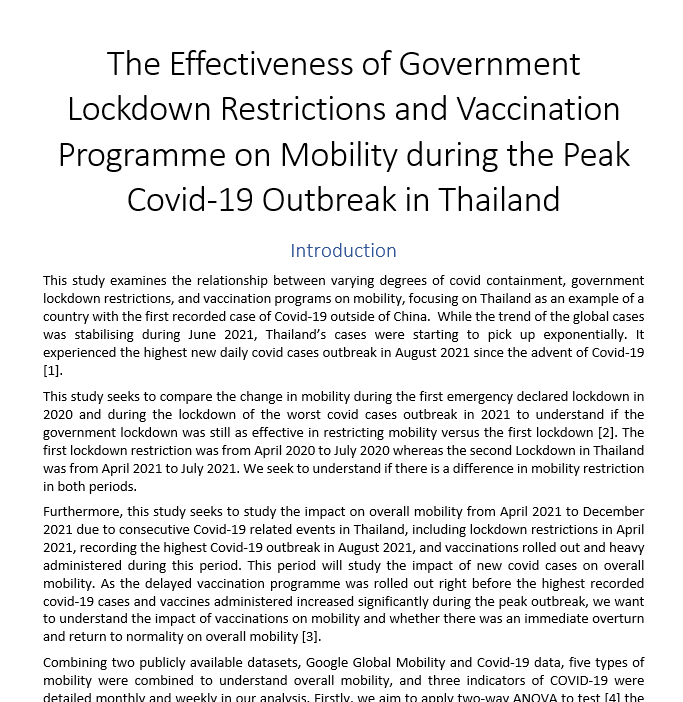 The Effectiveness of Government
Lockdown Restrictions and Vaccination
Programme on Mobility during the Peak
Covid-19 Outbreak in Thailand
Introduction
This study examines the relationship between varying degrees of covid containment, government
lockdown restrictions, and vaccination programs on mobility, focusing on Thailand as an example of a
country with the first recorded case of Covid-19 outside of China. While the trend of the global cases
was stabilising during June 2021, Thailand's cases were starting to pick up exponentially. It
experienced the highest new daily covid cases outbreak in August 2021 since the advent of Covid-19
[1].
This study seeks to compare the change in mobility during the first emergency declared lockdown in
2020 and during the lockdown of the worst covid cases outbreak in 2021 to understand if the
government lockdown was still as effective in restricting mobility versus the first lockdown [2]. The
first lockdown restriction was from April 2020 to July 2020 whereas the second Lockdown in Thailand
was from April 2021 to July 2021. We seek to understand if there is a difference in mobility restriction
in both periods.
Furthermore, this study seeks to study the impact on overall mobility from April 2021 to December
2021 due to consecutive Covid-19 related events in Thailand, including lockdown restrictions in April
2021, recording the highest Covid-19 outbreak in August 2021, and vaccinations rolled out and heavy
administered during this period. This period will study the impact of new covid cases on overall
mobility. As the delayed vaccination programme was rolled out right before the highest recorded
covid-19 cases and vaccines administered increased significantly during the peak outbreak, we want
to understand the impact of vaccinations on mobility and whether there was an immediate overturn
and return to normality on overall mobility [3].
Combining two publicly available datasets, Google Global Mobility and Covid-19 data, five types of
mobility were combined to understand overall mobility, and three indicators of COVID-19 were
detailed monthly and weekly in our analysis. Firstly, we aim to apply two-way ANOVA to test [4] the